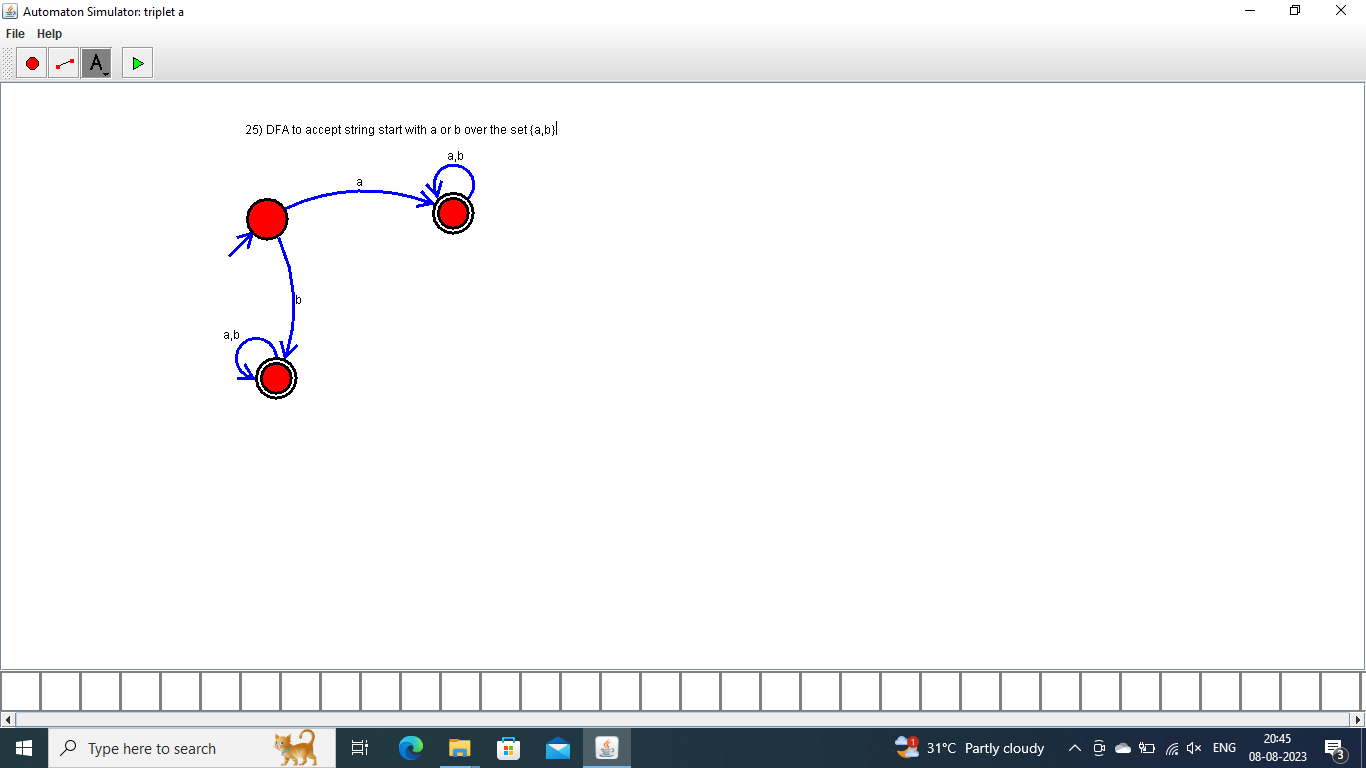 Automaton Simulator: triplet a
File Help
A
25) DFA to accept string start with a or b over the set {a,b}
a,b
a
b
a,b
Type here to search
1
31°C Partly cloudy
ENG
20:45
08-08-2023
3